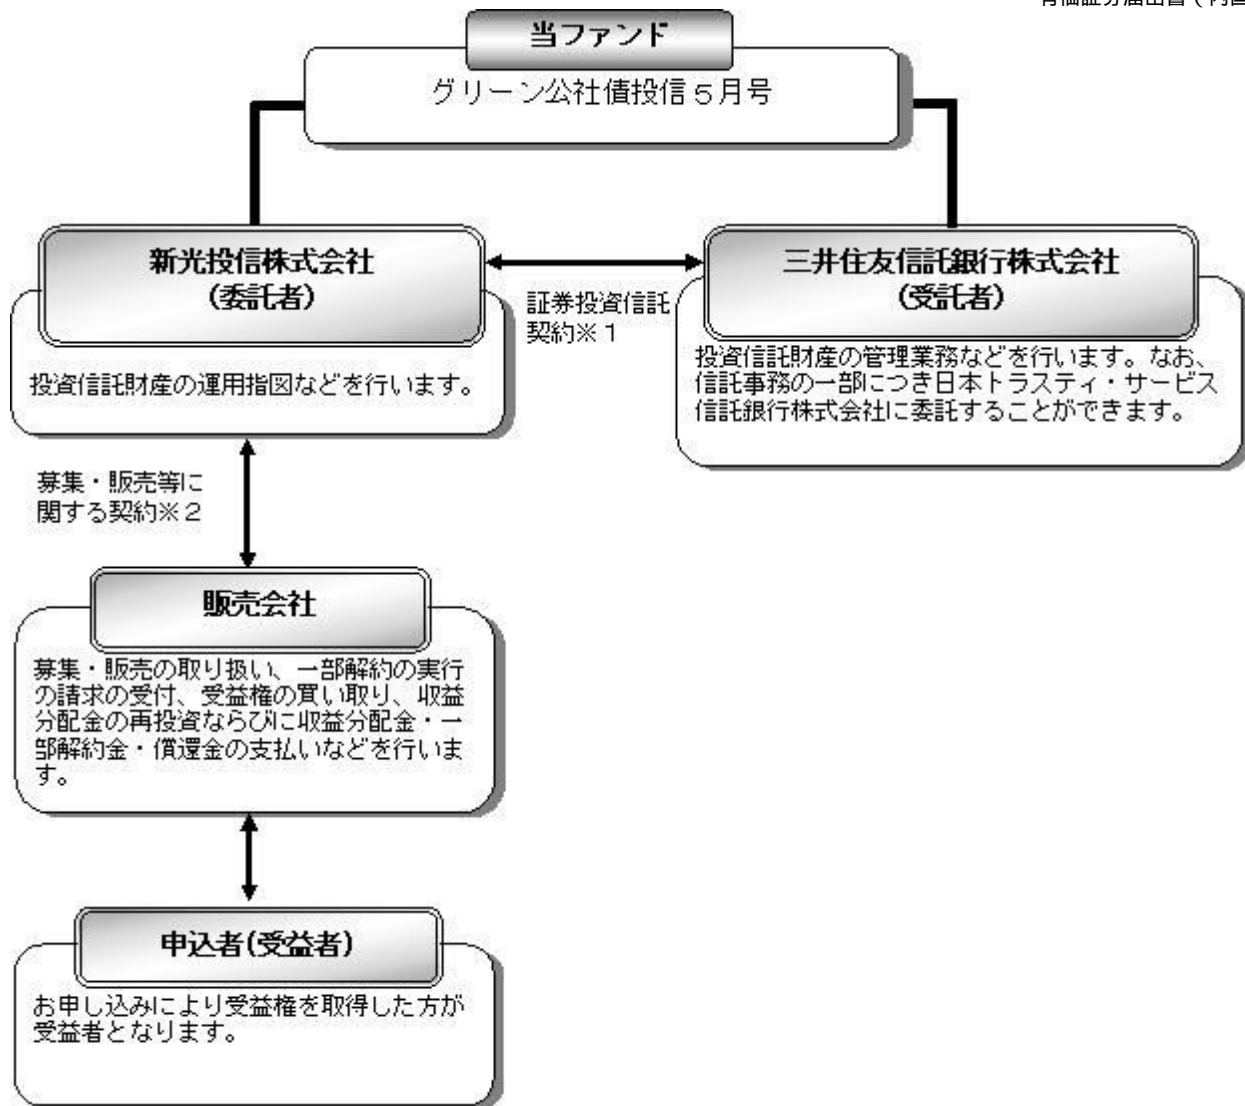 当ファンド
グリーン公社債投信５月号
新光投信株式会社
(委託者)
三井住友信託銀行株式会社
(受託者)
証券投資信託
契約※１
投資信託財産の運用指図などを行います。
投資信託財産の管理業務などを行います。なお、
信託事務の一部につき日本トラスティ・サービス
信託銀行株式会社に委託することができます。
募集・販売等に
関する契約※２
販売会社
募集・販売の取り扱い、一部解約の実行
の請求の受付、受益権の買い取り、収益
分配金の再投資ならびに収益分配金・一
部解約金・償還金の支払いなどを行いま
す。
申込者(受益者)
お申し込みにより受益権を取得した方が
受益者となります。